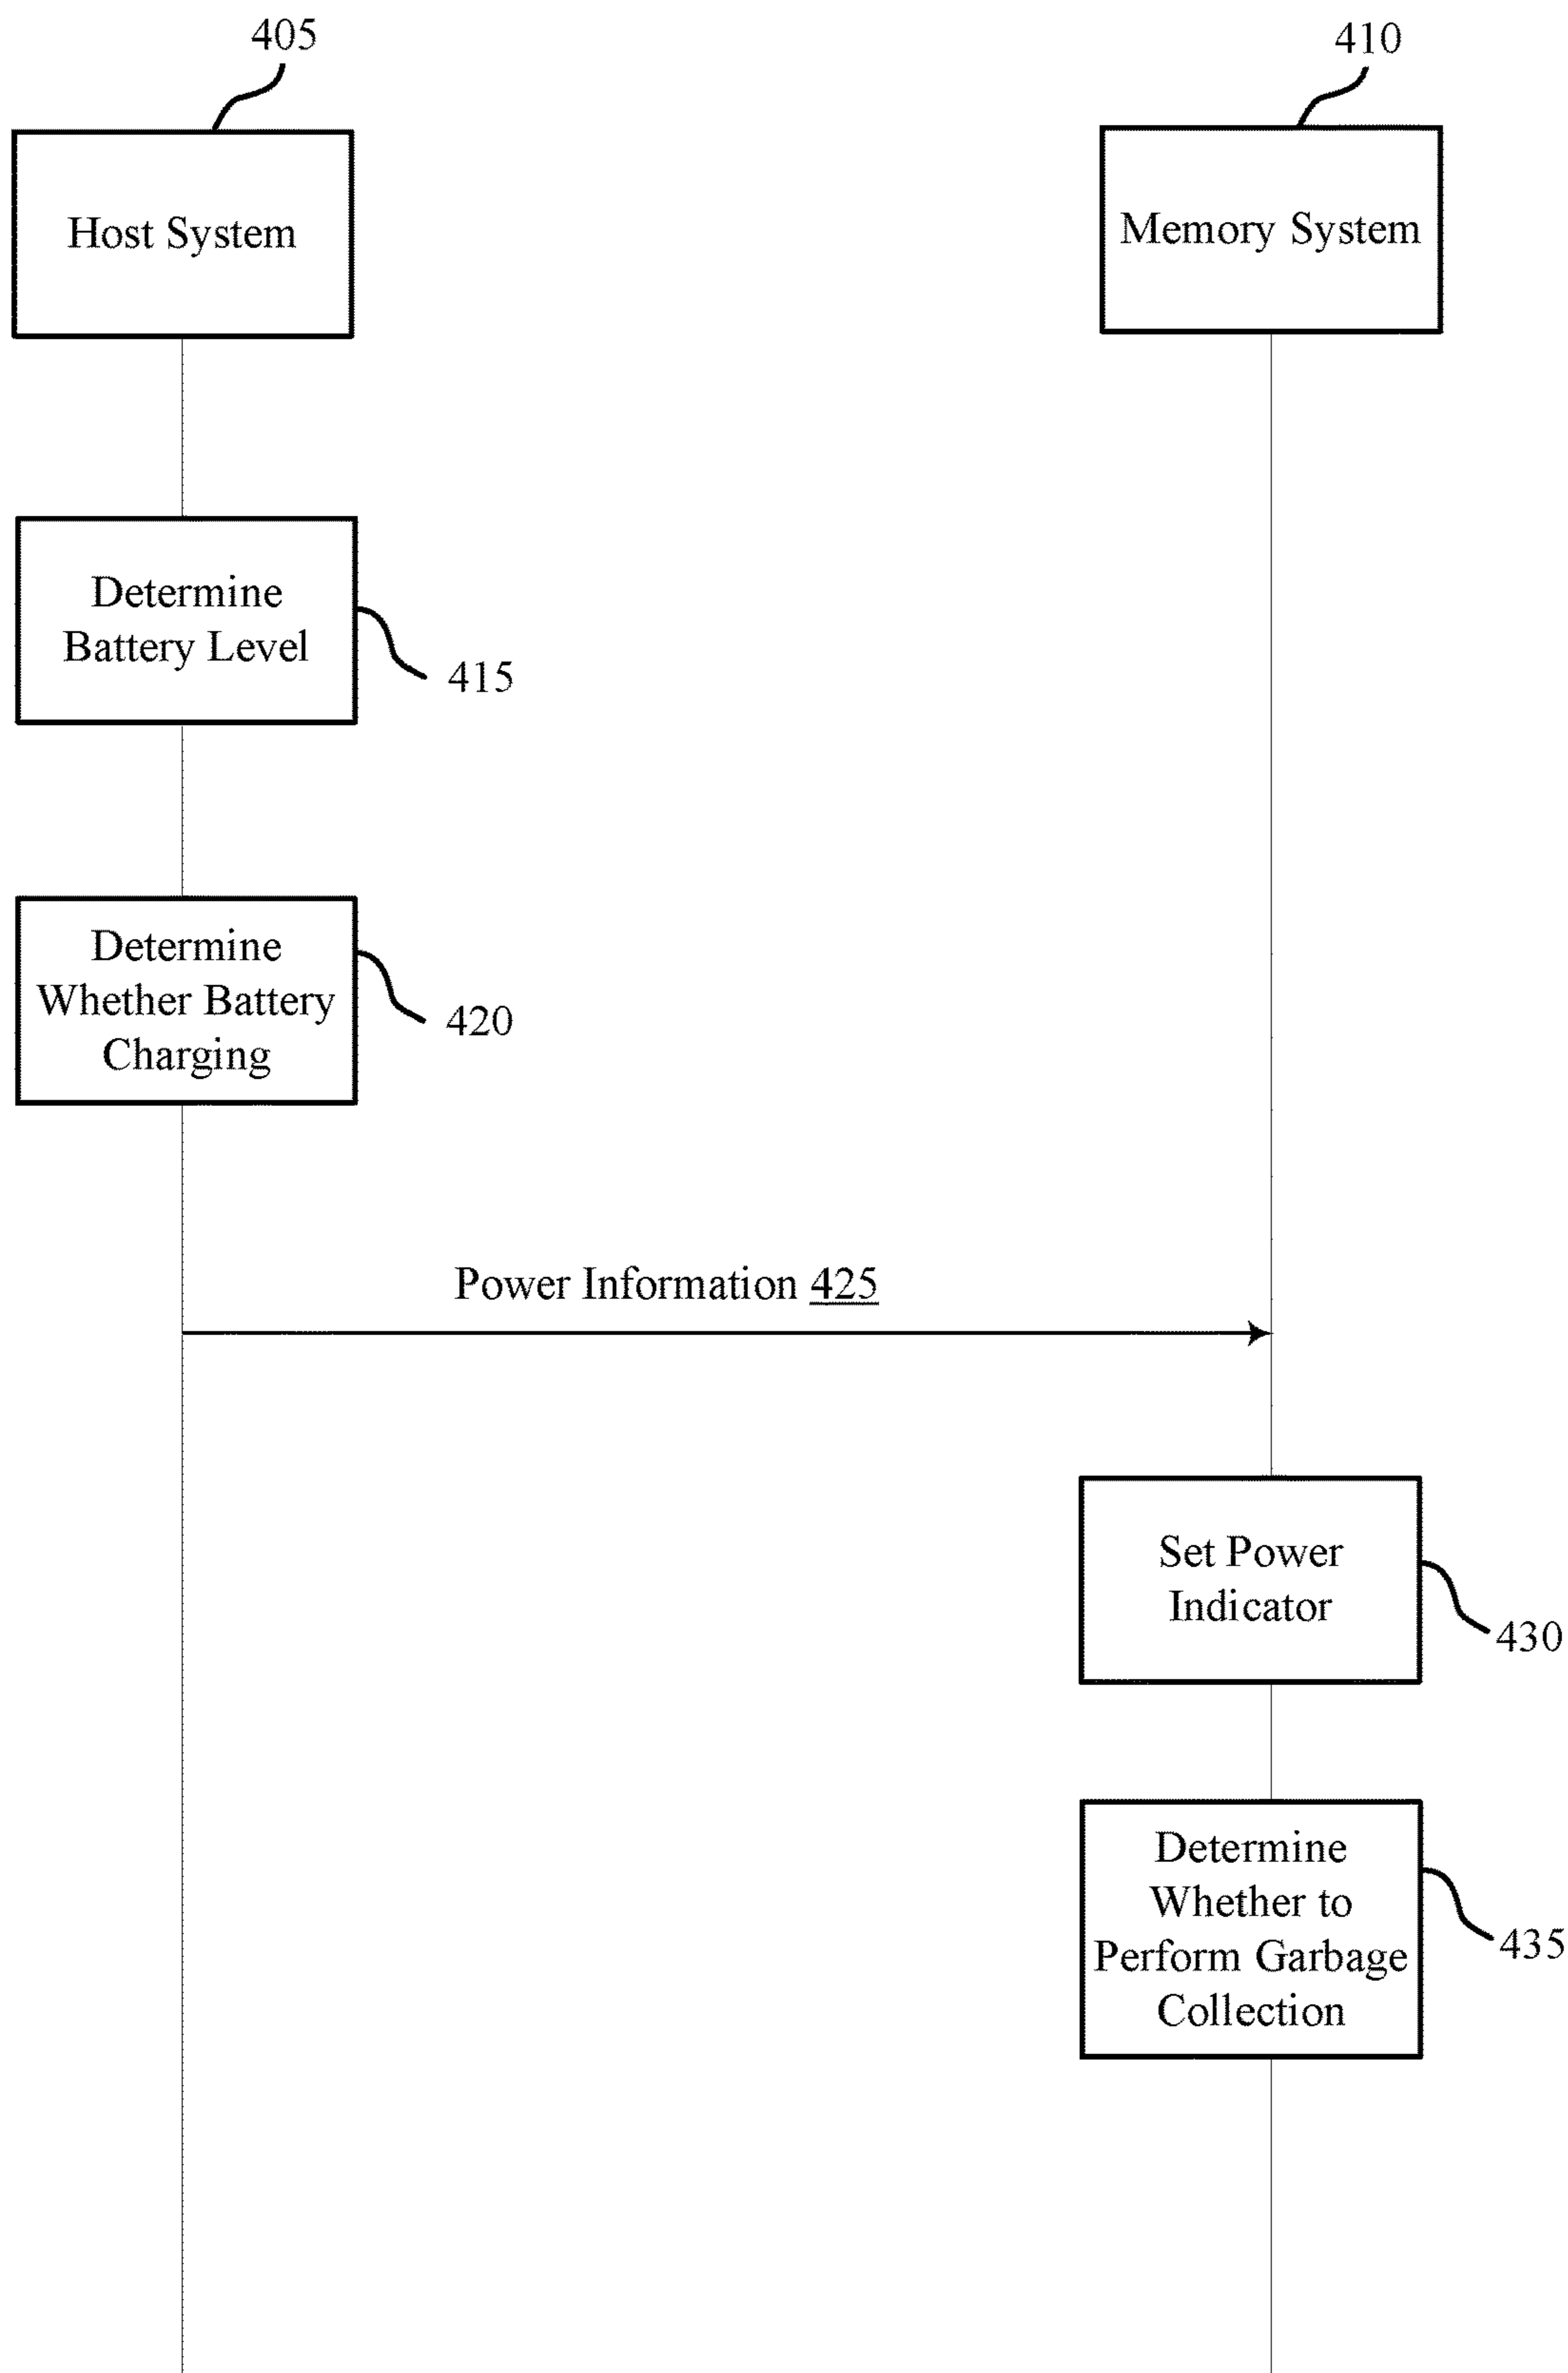 405
410
Host System
Memory System
Determine
Battery Level
415
Determine
Whether Battery
Charging
420
Power Information 425
Set Power
Indicator
430
Determine
Whether to
Perform Garbage
Collection
435